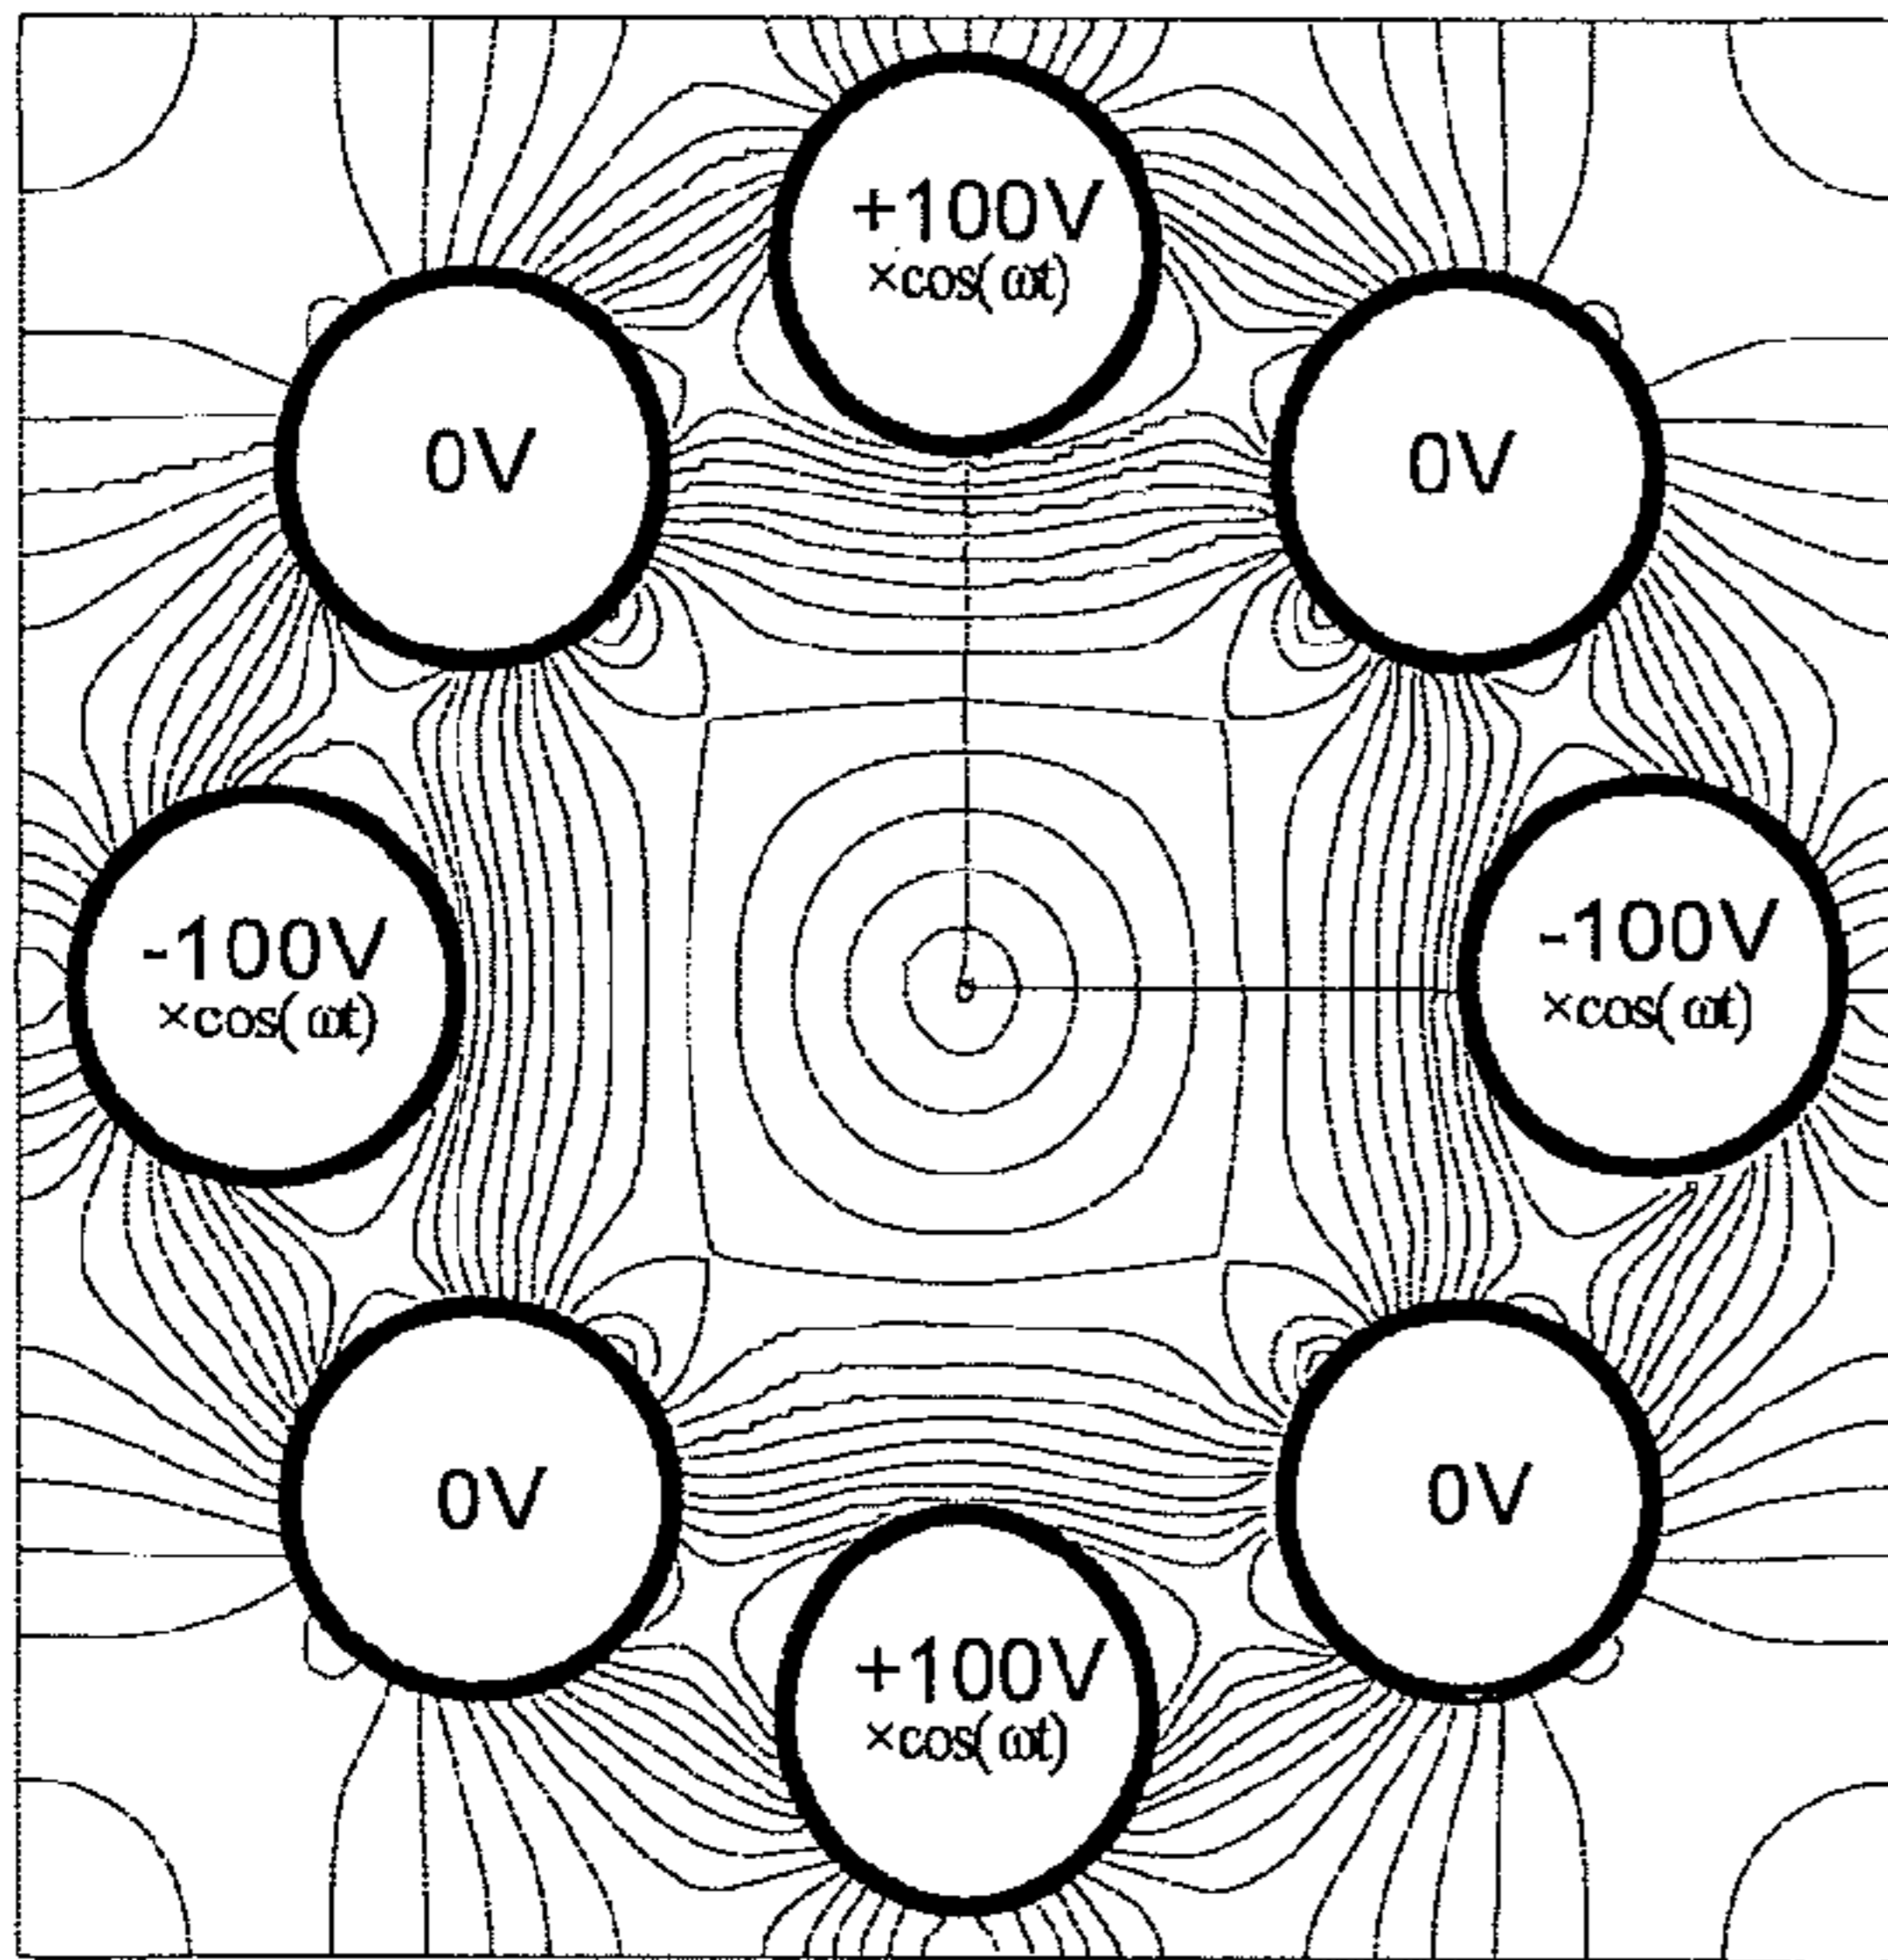 +100V
×cos(ωt)
0V
0V
-100V
×cos(ωt)
-100V
×cos(ωt)
0V
0V
+100V
×cos(ωt)